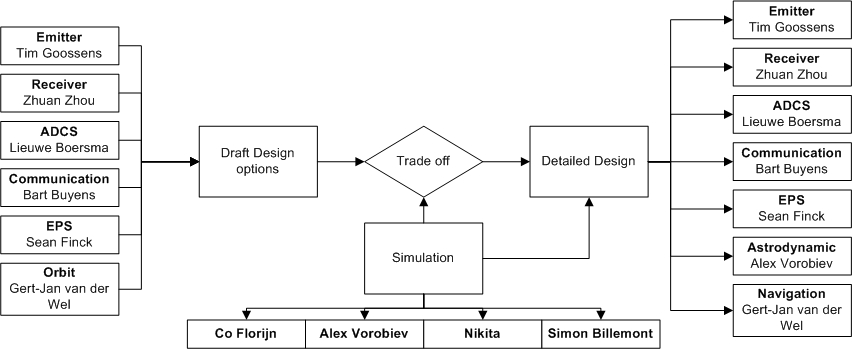 Emitter
Tim Goossens
Receiver
Zhuan Zhou
ADCS
Lieuwe Boersma
Communication
Bart Buyens
EPS
Sean Finck
Orbit
Gert-Jan van der
Wel
Draft Design
options
Trade off
Detailed Design
Simulation
Co Florijn
Alex Vorobiev
Nikita
Simon Billemont
Emitter
Tim Goossens
Receiver
Zhuan Zhou
ADCS
Lieuwe Boersma
Communication
Bart Buyens
EPS
Sean Finck
Astrodynamic
Alex Vorobiev
Navigation
Gert-Jan van der
Wel